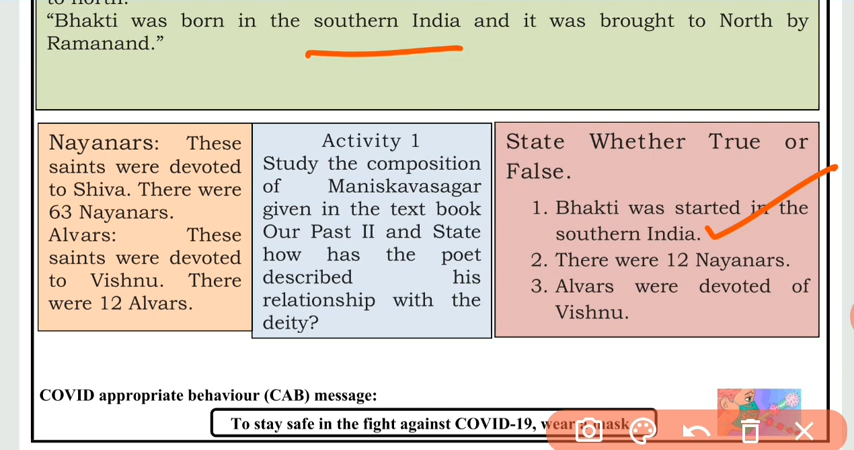 to north.
“Bhakti was born in the southern India and it was brought to North by
Ramanand.”
Nayanars: These
saints were devoted
to Shiva. There were
63 Nayanars.
Alvars: These
saints were devoted
to Vishnu. There
were 12 Alvars.
Activity 1
Study the composition
of Maniskavasagar
given in the text book
Our Past II and State
how has the poet
described his
relationship with the
deity?
State Whether True or
False.
1. Bhakti was started in the
southern India.
2. There were 12 Nayanars.
3. Alvars were devoted of
Vishnu.
COVID appropriate behaviour (CAB) message:
To stay safe in the fight against COVID-19, wear a mask